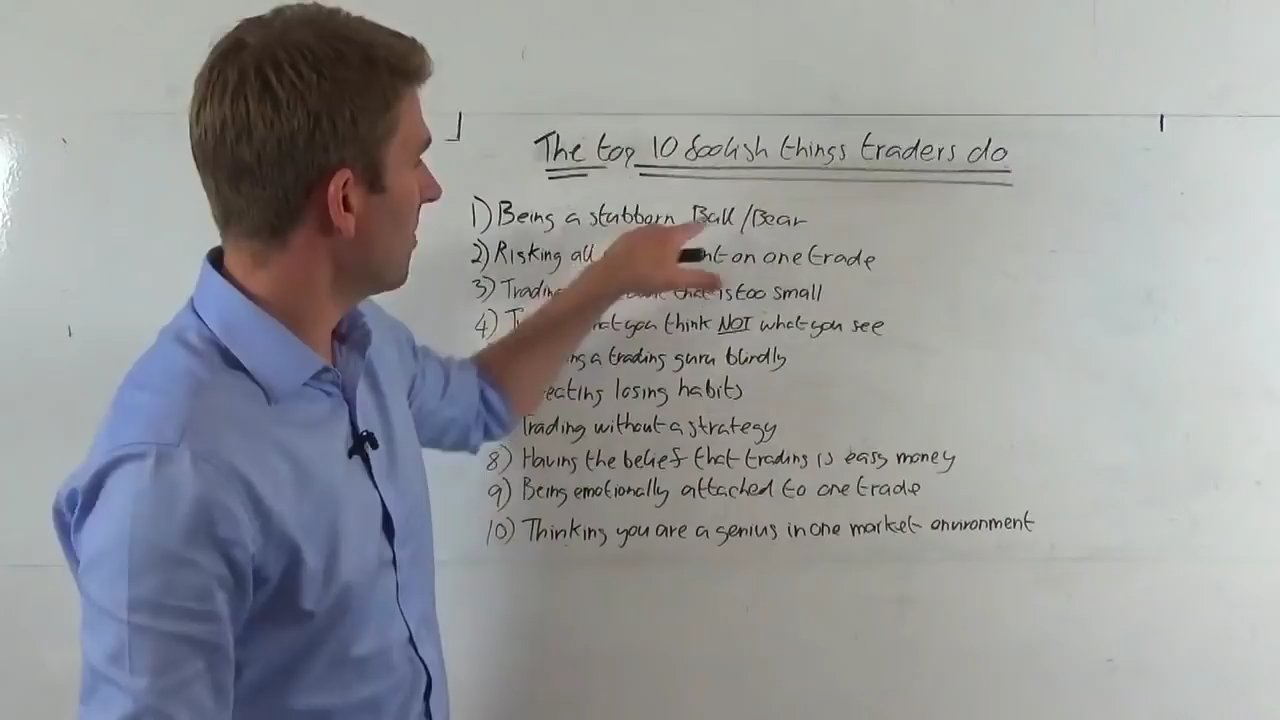 The top 10 foolish things traders do
1) Being a stubborn Bull/Bear
2) Risking all on one trade
3) that is too small
4) you think NOT what you see
a trading guru blindly
losing habits
Trading without a strategy
8) Having the belief that trading is easy money
9) Being emotionally attached to one trade
10) Thinking you are a genius in one market environment